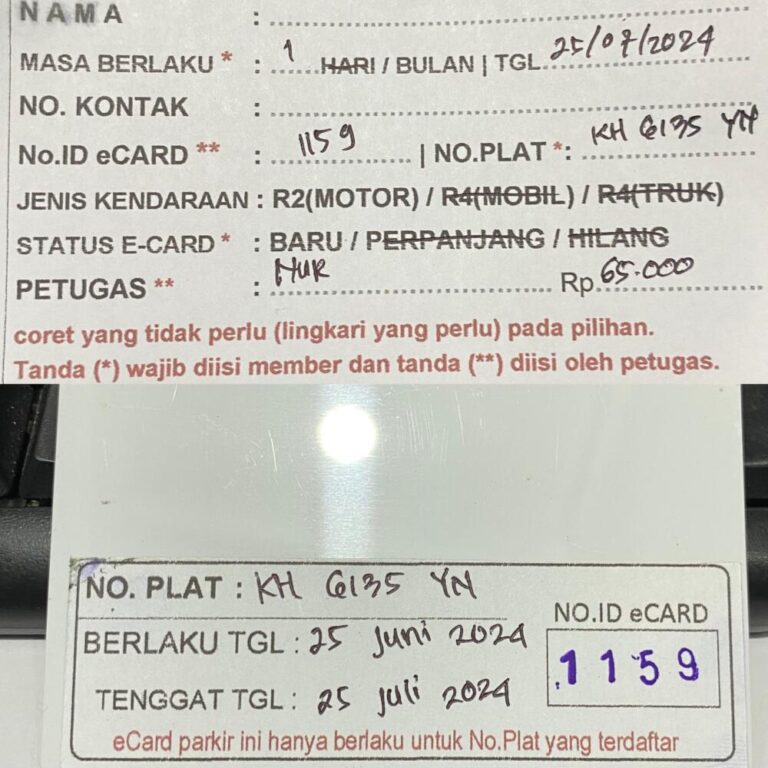 NAMA :
MASA BERLAKU * : 1 HARI / BULAN | TGL 25/07/2024
NO. KONTAK :
No.ID eCARD ** : 1159 | NO.PLAT *: KH 6135 YN
JENIS KENDARAAN : R2(MOTOR) / R4(MOBIL) / R4(TRUK)
STATUS E-CARD * : BARU / PERPANJANG / HILANG
PETUGAS ** : NUR Rp 65.000
coret yang tidak perlu (lingkari yang perlu) pada pilihan.
Tanda (*) wajib diisi member dan tanda (**) diisi oleh petugas.
NO. PLAT : KH 6135 YN
BERLAKU TGL : 25 Juni 2024
TENGGAT TGL : 25 Juli 2024
NO.ID eCARD
1159
eCard parkir ini hanya berlaku untuk No.Plat yang terdaftar